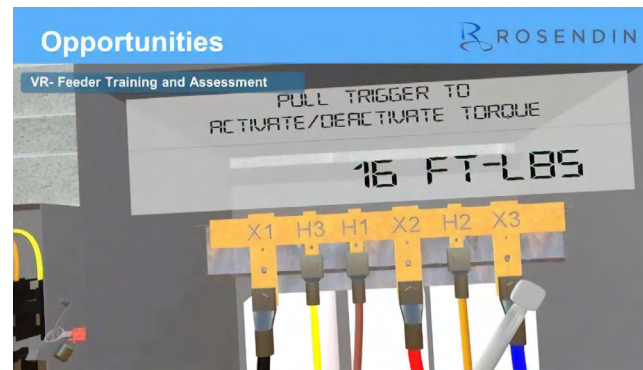 Opportunities
ROSENDIN
VR- Feeder Training and Assessment
PULL TRIGGER TO
ACTIVATE/DEACTIVATE TORQUE
16 FT-LBS
X1 H3 H1 X2 H2 X3